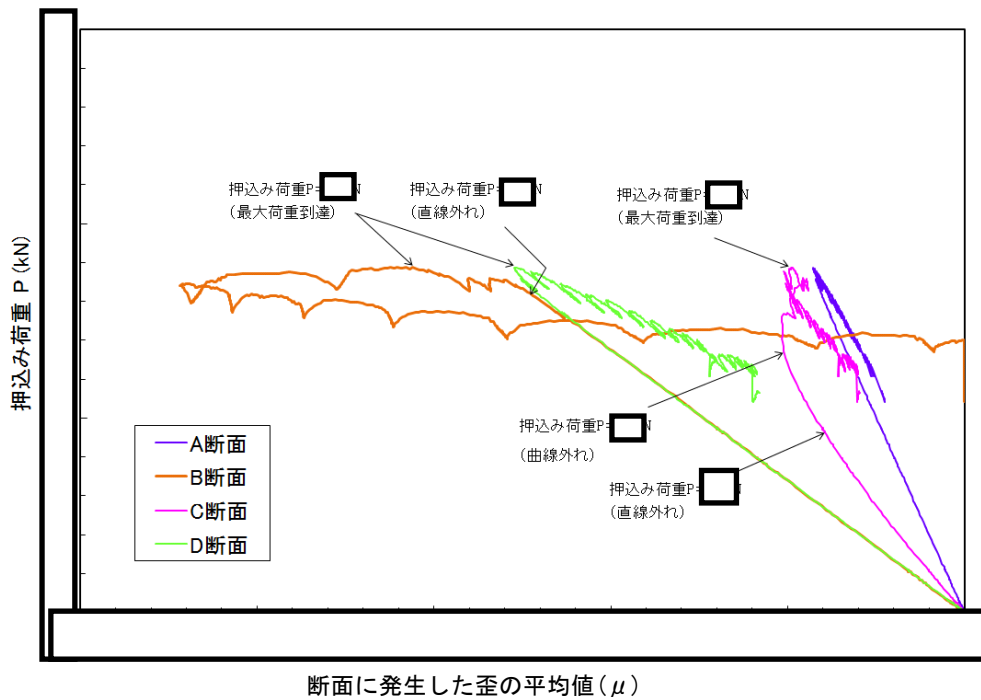 押込み荷重P=
(最大荷重到達)
押込み荷重P=
(直線外れ)
押込み荷重P=
(最大荷重到達)
押込み荷重P=
(曲線外れ)
押込み荷重P=
(直線外れ)
A断面
B断面
C断面
D断面
押込み荷重 P (kN)
断面に発生した歪の平均値(μ)